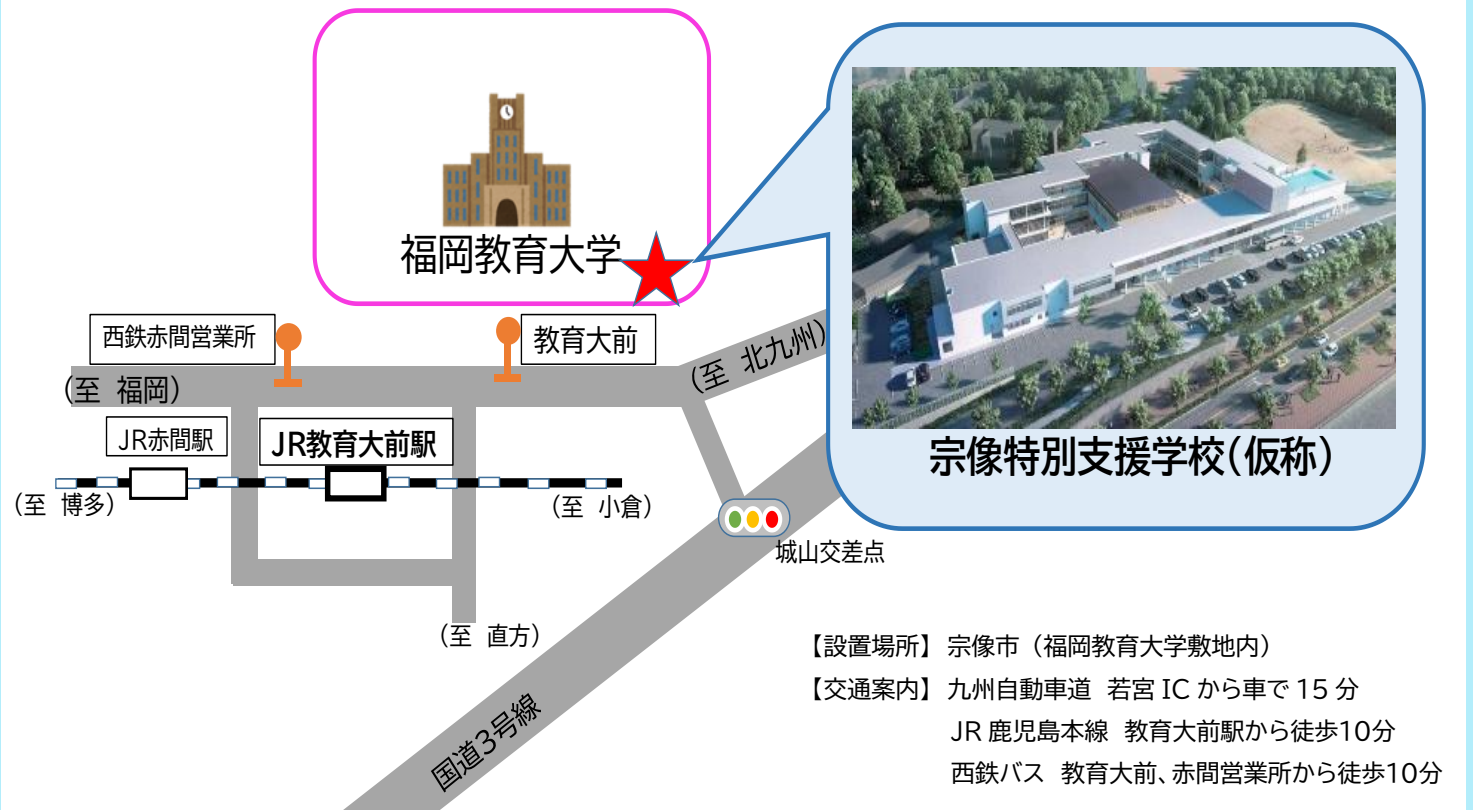 福岡教育大学
西鉄赤間営業所
教育大前
(至 福岡)
(至 北九州)
JR赤間駅
JR教育大前駅
(至 博多)
(至 小倉)
宗像特別支援学校(仮称)
城山交差点
(至 直方)
国道3号線
【設置場所】 宗像市 (福岡教育大学敷地内)
【交通案内】 九州自動車道 若宮 IC から車で 15 分
JR 鹿児島本線 教育大前駅から徒歩10分
西鉄バス 教育大前、赤間営業所から徒歩10分